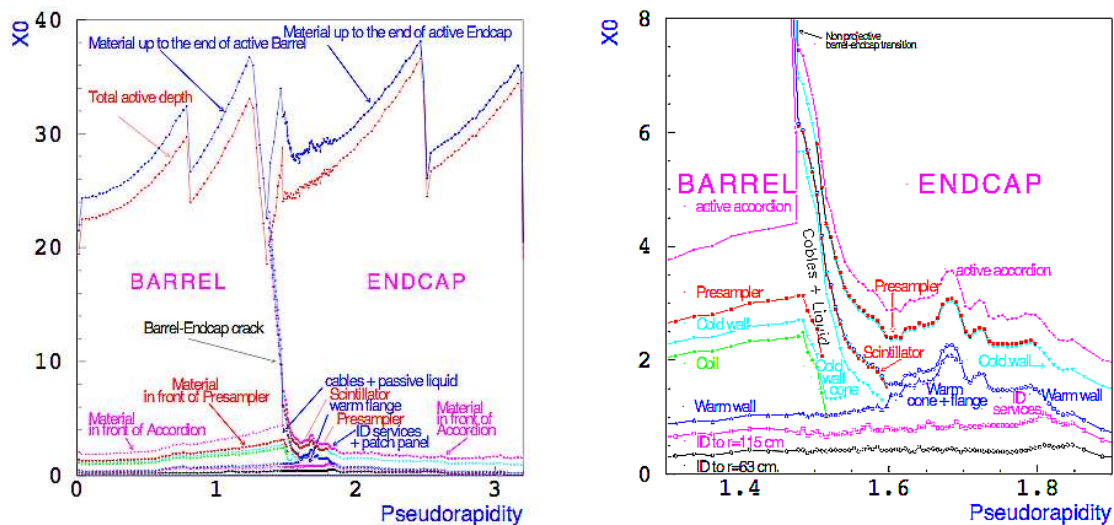 X0
40
30
20
10
0
Material up to the end of active Barrel
Material up to the end of active Endcap
Total active depth
BARREL
ENDCAP
Barrel-Endcap crack
Material
in front of Presampler
Material
in front of Accordion
cables + passive liquid
Scintillator
warm flange
Presampler
ID services
+ patch panel
Material
in front of
Accordion
0
1
2
3
Pseudorapidity
X0
8
6
4
2
0
Non projective
barrel-endcap transition
BARREL
ENDCAP
active accordion
Cables + Liquid
active accordion
Presampler
Presampler
Cold wall
Coil
Scintillator
Cold
wall
cone
Cold wall
Warm
cone + flange
ID
services
Warm wall
Warm wall
ID to r=115 cm
ID to r=63 cm.
1.4
1.6
1.8
Pseudorapidity